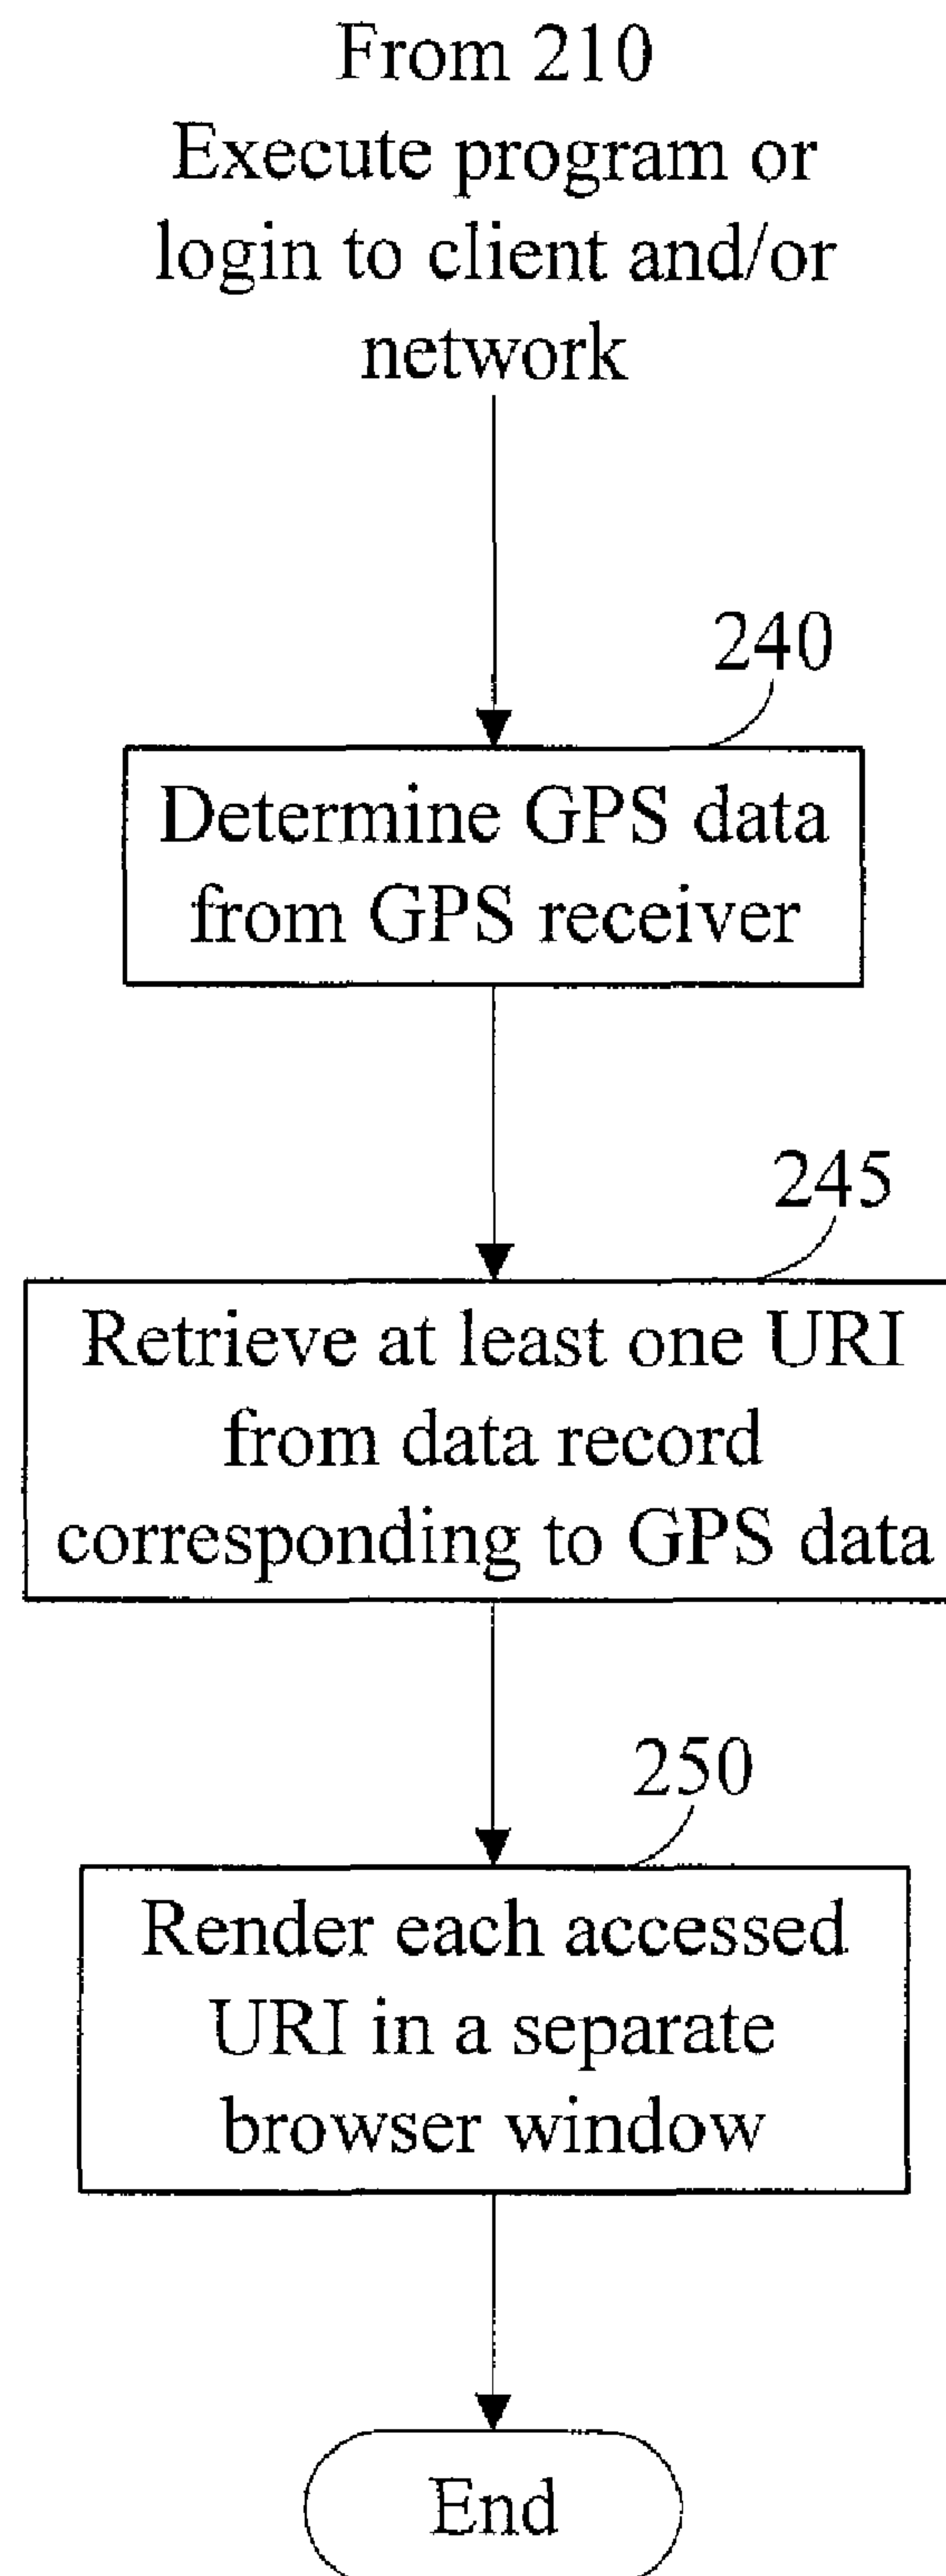 From 210
Execute program or
login to client and/or
network
240
Determine GPS data
from GPS receiver
245
Retrieve at least one URI
from data record
corresponding to GPS data
250
Render each accessed
URI in a separate
browser window
End